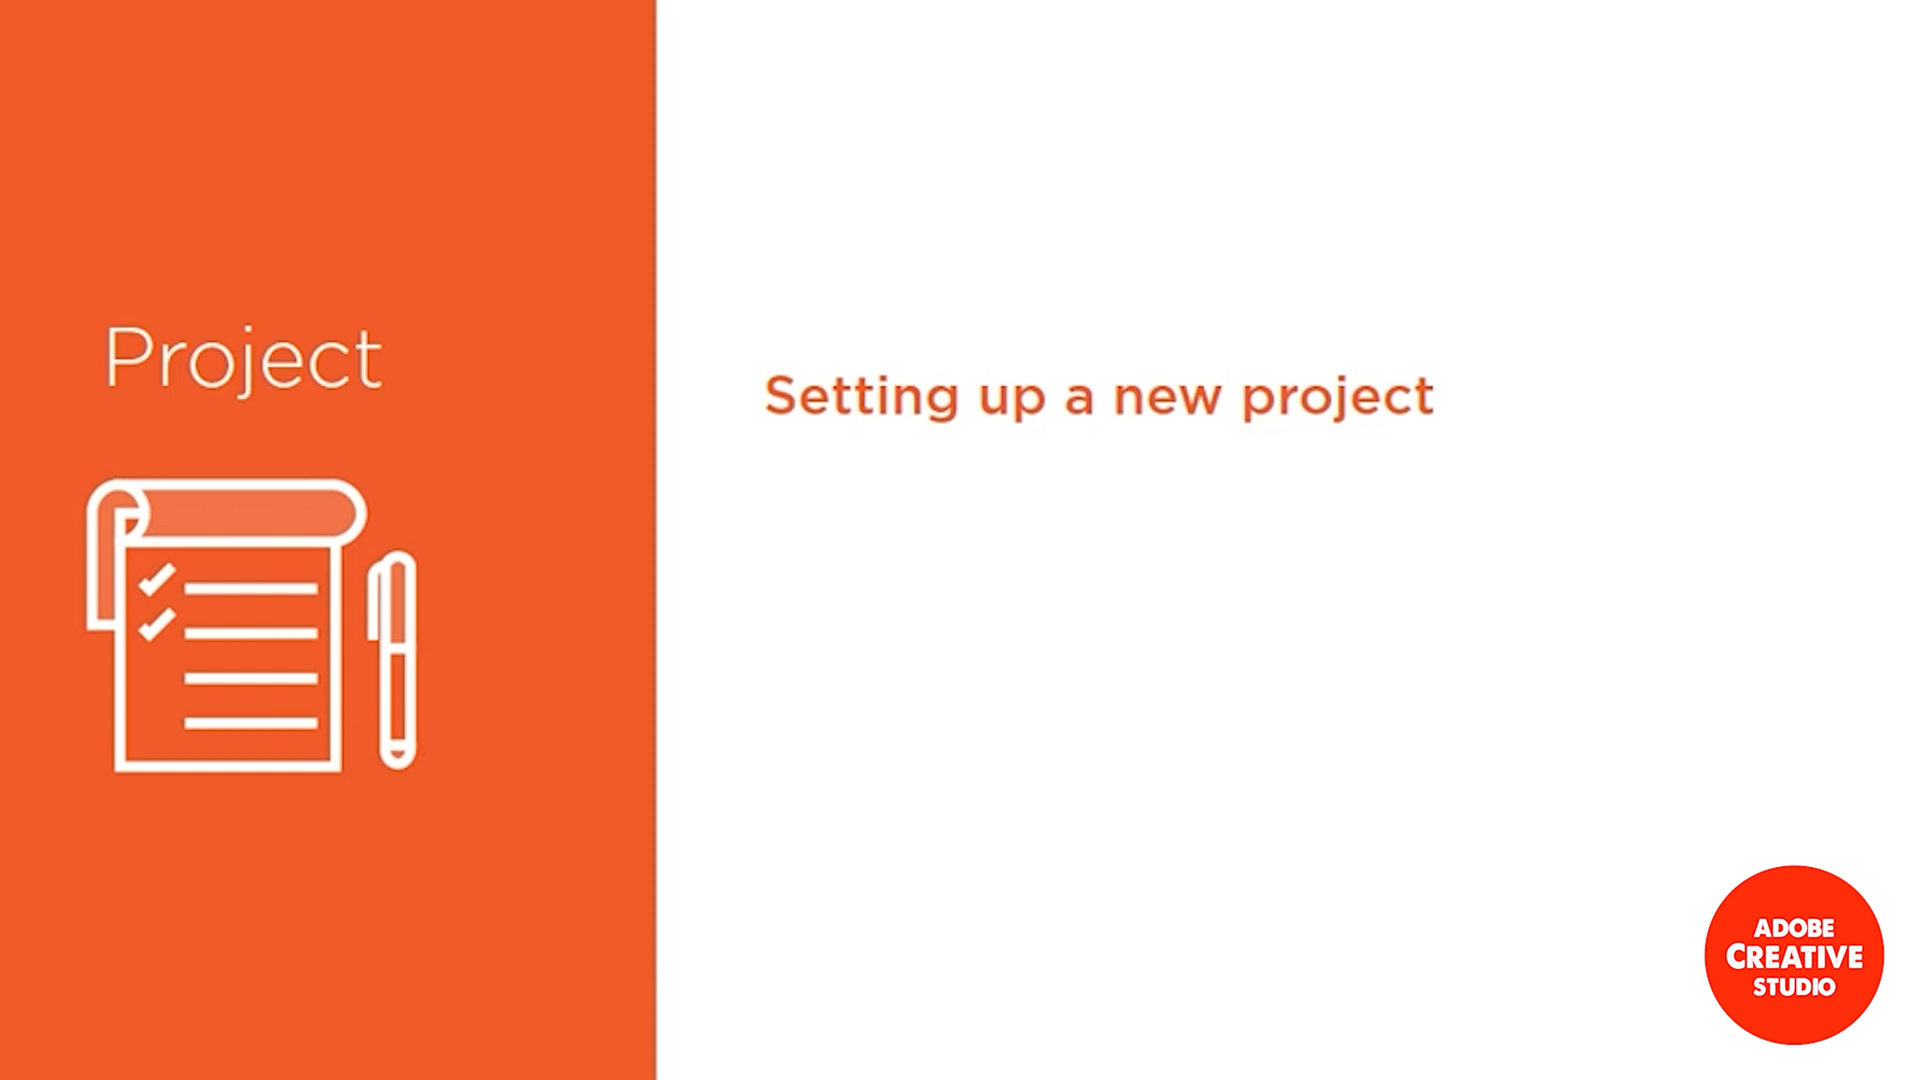 Project
Setting up a new project
ADOBE
CREATIVE
STUDIO